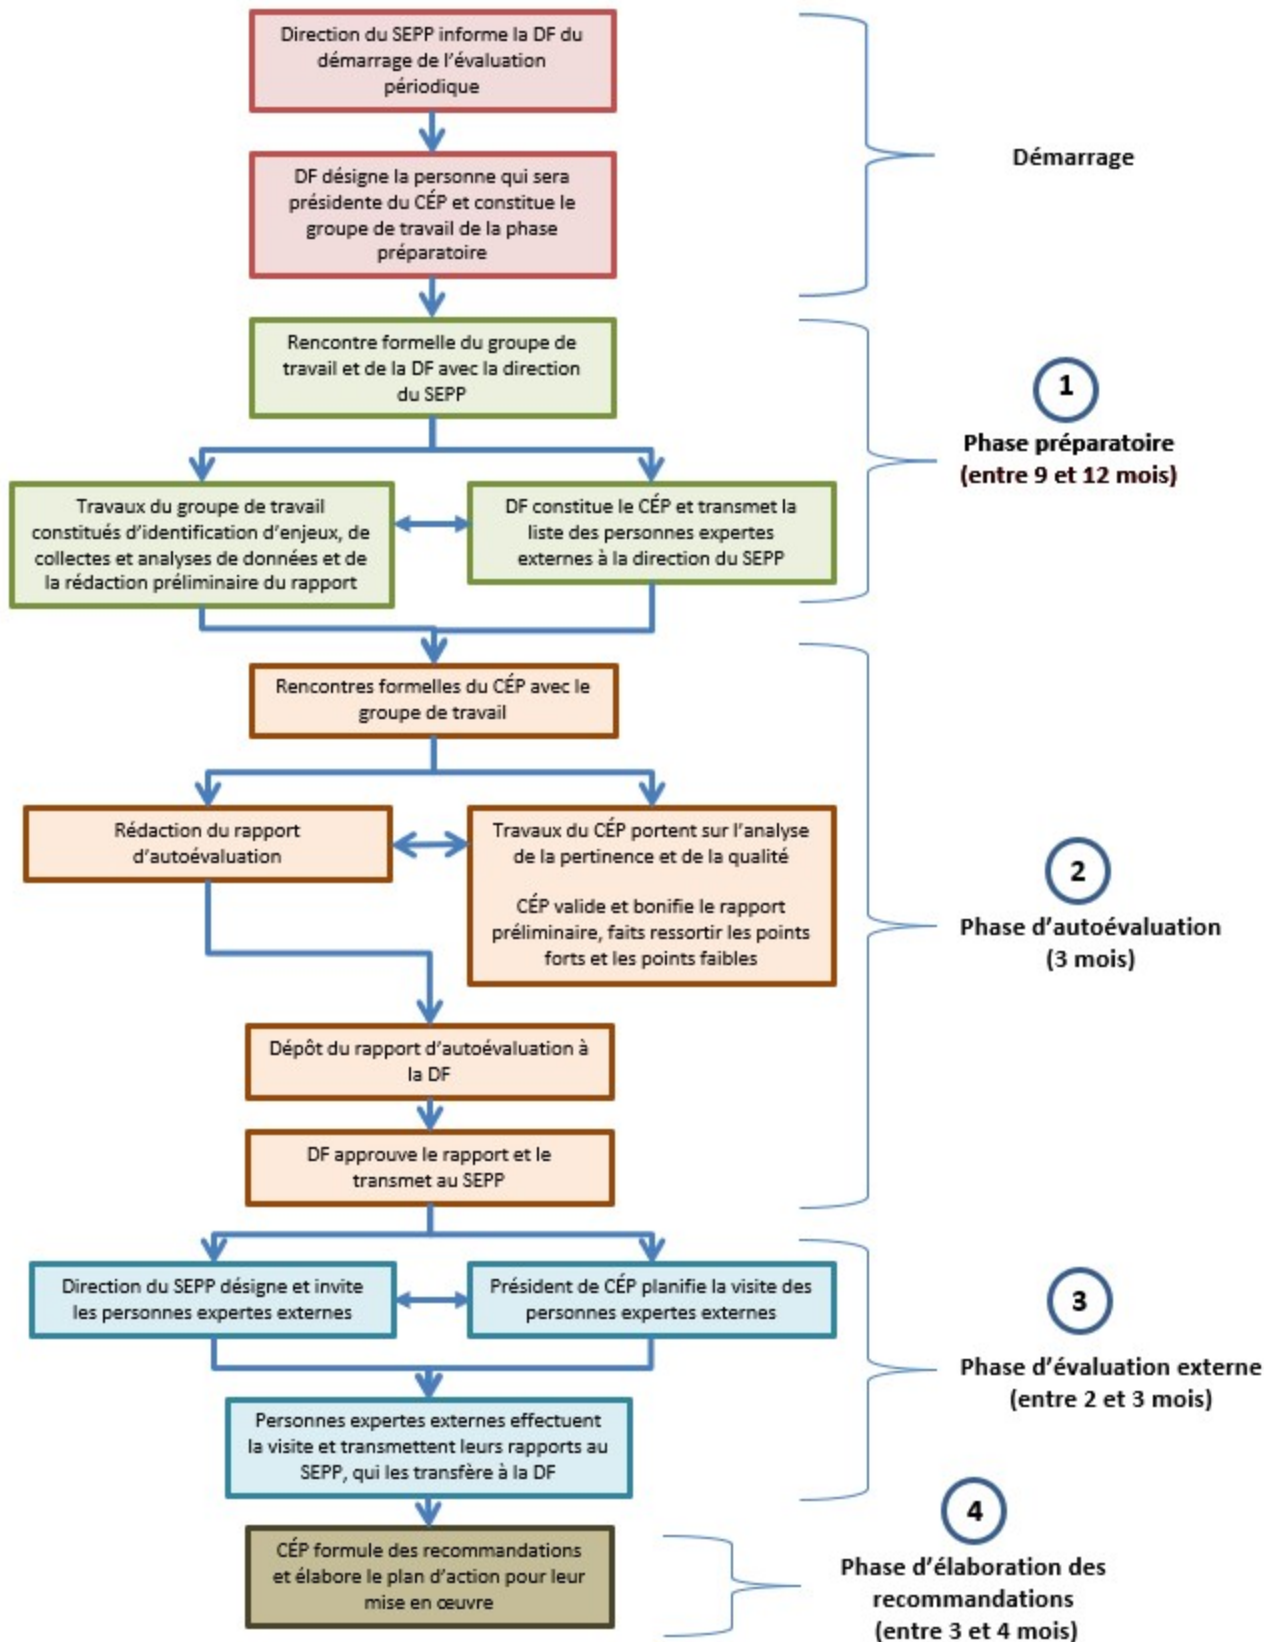 Direction du SEPP informe la DF du
démarrage de l'évaluation
périodique
Démarrage
DF désigne la personne qui sera
présidente du CÉP et constitue le
groupe de travail de la phase
préparatoire
Rencontre formelle du groupe de
travail et de la DF avec la direction
du SEPP
1
Phase préparatoire
(entre 9 et 12 mois)
Travaux du groupe de travail
constitués d'identification d'enjeux, de
collectes et analyses de données et de
la rédaction préliminaire du rapport
DF constitue le CÉP et transmet la
liste des personnes expertes
externes à la direction du SEPP
Rencontres formelles du CÉP avec le
groupe de travail
Rédaction du rapport
d'autoévaluation
Travaux du CÉP portent sur l'analyse
de la pertinence et de la qualité
CÉP valide et bonifie le rapport
préliminaire, faits ressortir les points
forts et les points faibles
2
Phase d'autoévaluation
(3 mois)
Dépôt du rapport d'autoévaluation à
la DF
DF approuve le rapport et le
transmet au SEPP
Direction du SEPP désigne et invite
les personnes expertes externes
Président de CÉP planifie la visite des
personnes expertes externes
3
Phase d'évaluation externe
(entre 2 et 3 mois)
Personnes expertes externes effectuent
la visite et transmettent leurs rapports au
SEPP, qui les transfère à la DF
4
Phase d'élaboration des
recommandations
(entre 3 et 4 mois)
CÉP formule des recommandations
et élabore le plan d'action pour leur
mise en œuvre